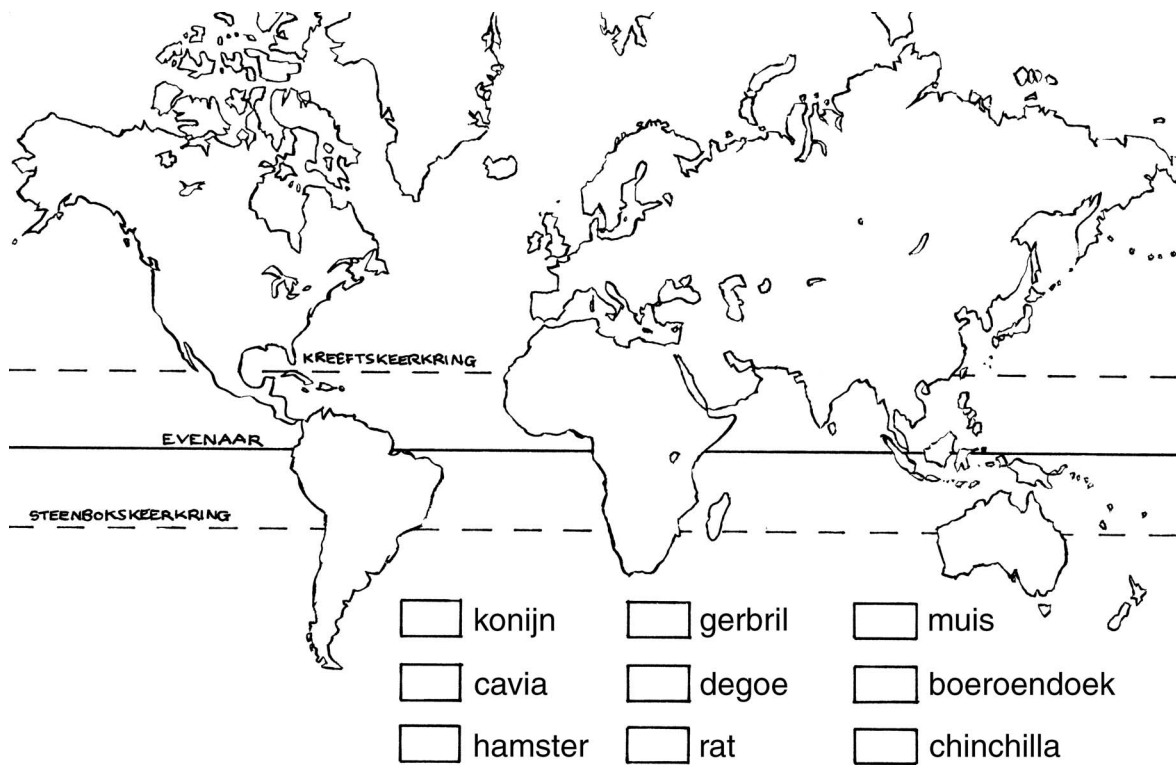 KREEFTSKEERKRING
EVENAAR
STEENBOKSKEERKRING
konijn
gerbril
muis
cavia
degoe
boeroendoek
hamster
rat
chinchilla